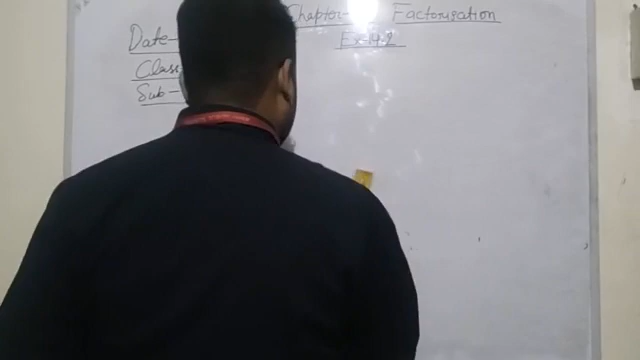 Chapter- Factorisation
Date-
Ex-14.2
Class
Sub-